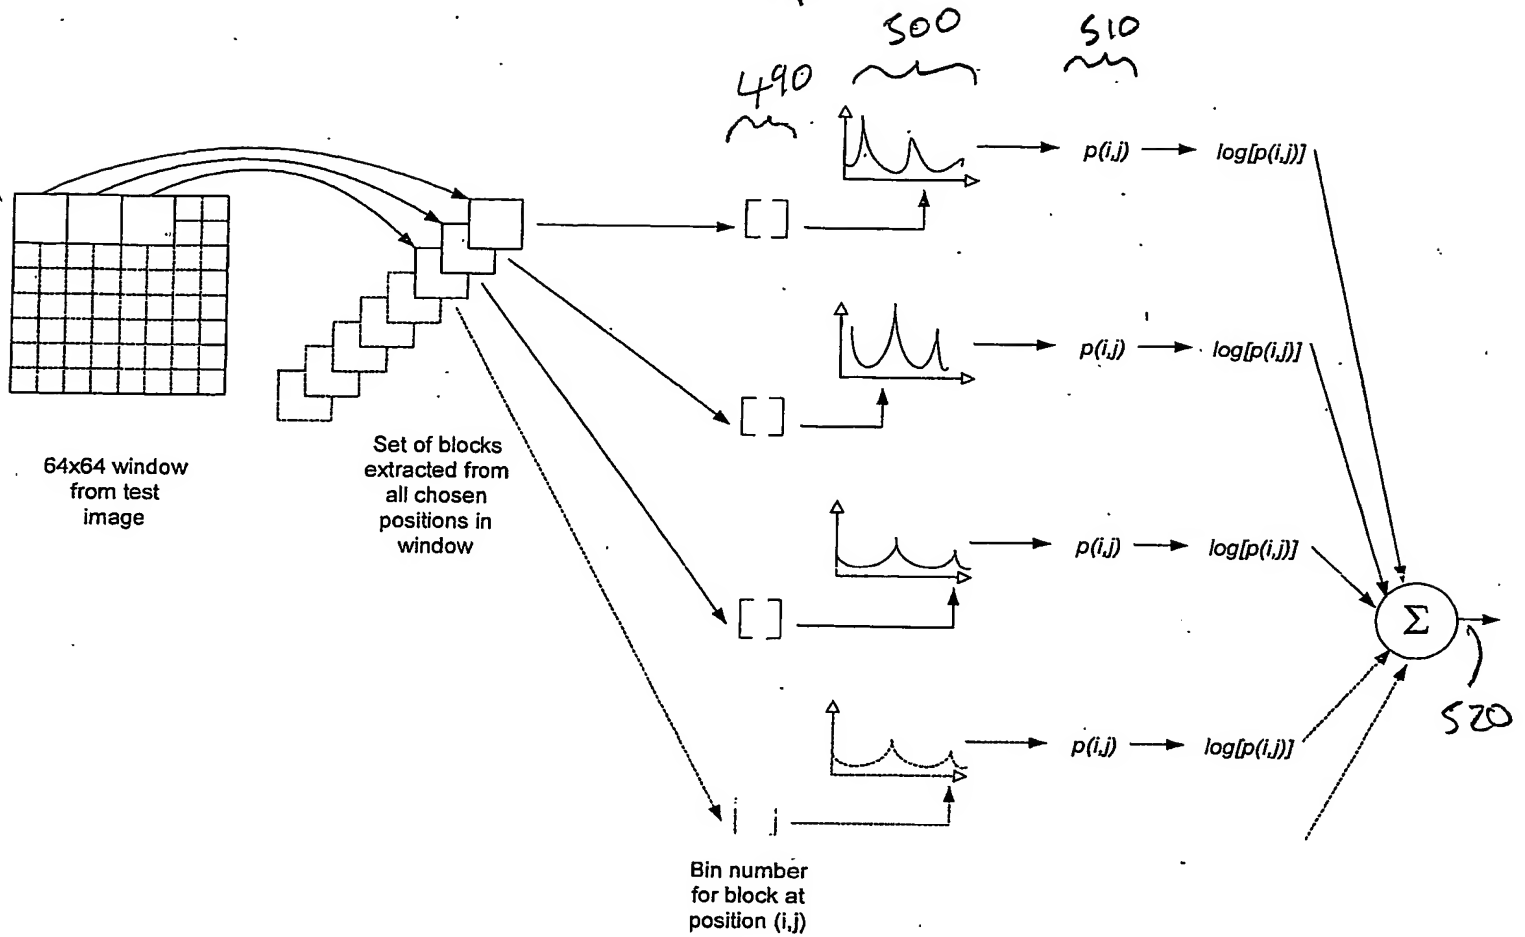 500
510
490
p(i,j)
log[p(i,j)]
p(i,j)
log[p(i,j)]
64x64 window
from test
image
Set of blocks
extracted from
all chosen
positions in
window
p(i,j)
log[p(i,j)]
Σ
520
p(i,j)
log[p(i,j)]
Bin number
for block at
position (i,j)